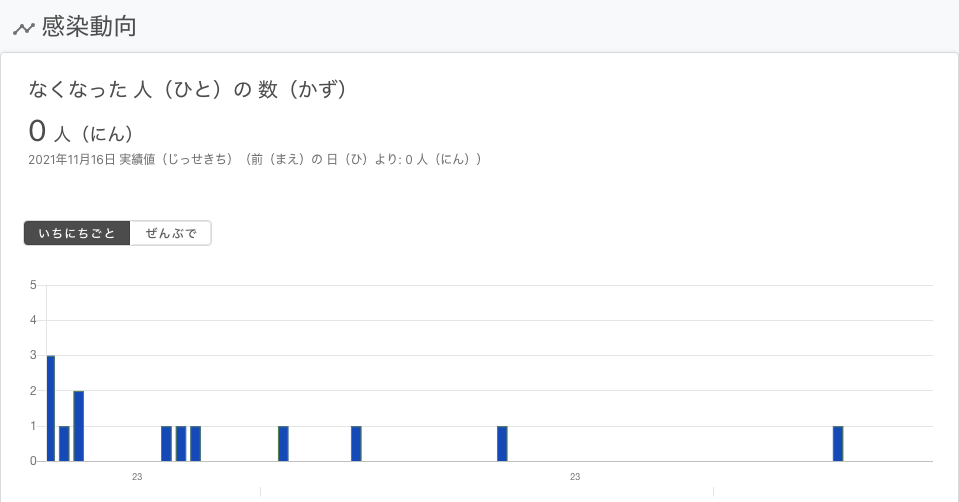 感染動向
なくなった 人（ひと）の 数（かず）
0 人（にん）
2021年11月16日 実績値（じっせきち）（前（まえ）の 日（ひ）より: 0 人（にん））
いちにちごと ぜんぶで
5
4
3
2
1
0
23 23